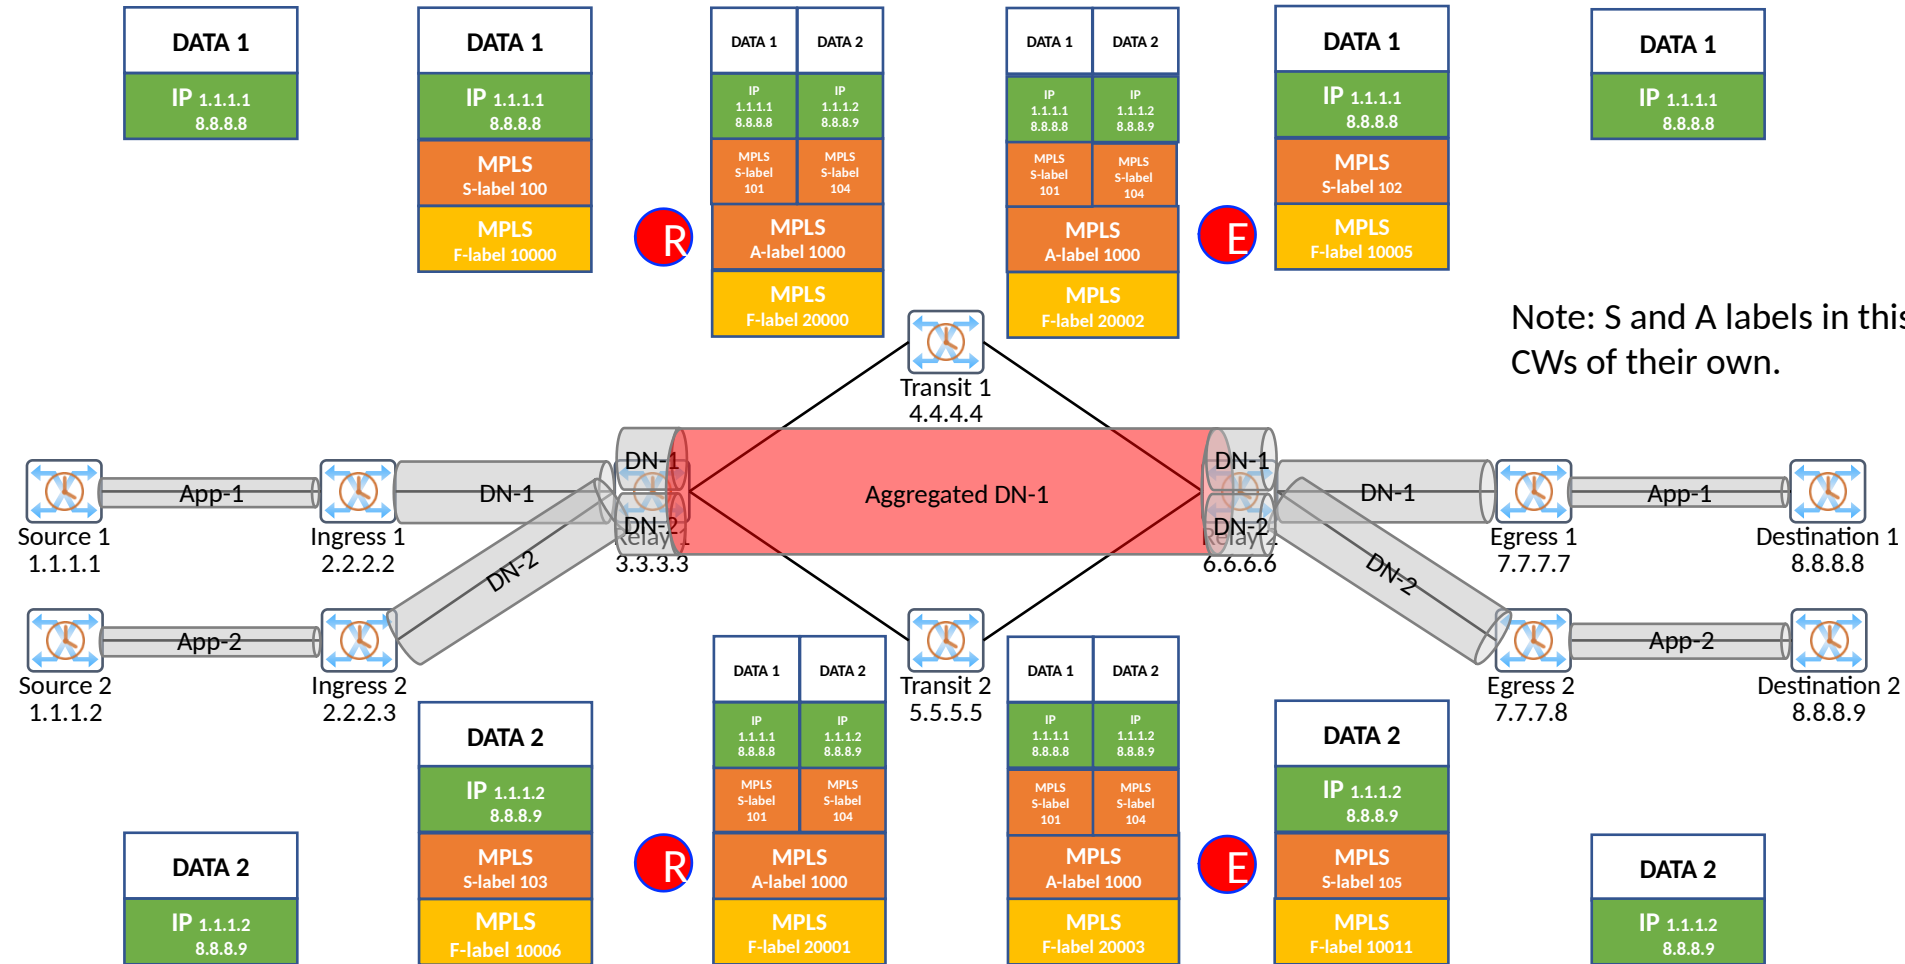 DATA 1
IP 1.1.1.1
8.8.8.8
DATA 1
IP 1.1.1.1
8.8.8.8
MPLS
S-label 100
MPLS
F-label 10000
R
DATA 1 DATA 2
IP
1.1.1.1
8.8.8.8
IP
1.1.1.2
8.8.8.9
MPLS
S-label
101
MPLS
S-label
104
MPLS
A-label 1000
MPLS
F-label 20000
DATA 1 DATA 2
IP
1.1.1.1
8.8.8.8
IP
1.1.1.2
8.8.8.9
MPLS
S-label
101
MPLS
S-label
104
MPLS
A-label 1000
MPLS
F-label 20002
E
DATA 1
IP 1.1.1.1
8.8.8.8
MPLS
S-label 102
MPLS
F-label 10005
DATA 1
IP 1.1.1.1
8.8.8.8
Note: S and A labels in this
CWs of their own.
Transit 1
4.4.4.4
App-1
DN-1
DN-1
Aggregated DN-1
DN-1
DN-1
App-1
Source 1
1.1.1.1
Ingress 1
2.2.2.2
DN-2
DN-2
Relay 1
3.3.3.3
DN-2
Relay 2
6.6.6.6
DN-2
Egress 1
7.7.7.7
Destination 1
8.8.8.8
App-2
App-2
Source 2
1.1.1.2
Ingress 2
2.2.2.3
Transit 2
5.5.5.5
Egress 2
7.7.7.8
Destination 2
8.8.8.9
DATA 2
IP 1.1.1.2
8.8.8.9
DATA 2
IP 1.1.1.2
8.8.8.9
MPLS
S-label 103
MPLS
F-label 10006
R
DATA 1 DATA 2
IP
1.1.1.1
8.8.8.8
IP
1.1.1.2
8.8.8.9
MPLS
S-label
101
MPLS
S-label
104
MPLS
A-label 1000
MPLS
F-label 20001
DATA 1 DATA 2
IP
1.1.1.1
8.8.8.8
IP
1.1.1.2
8.8.8.9
MPLS
S-label
101
MPLS
S-label
104
MPLS
A-label 1000
MPLS
F-label 20003
E
DATA 2
IP 1.1.1.2
8.8.8.9
MPLS
S-label 105
MPLS
F-label 10011
DATA 2
IP 1.1.1.2
8.8.8.9